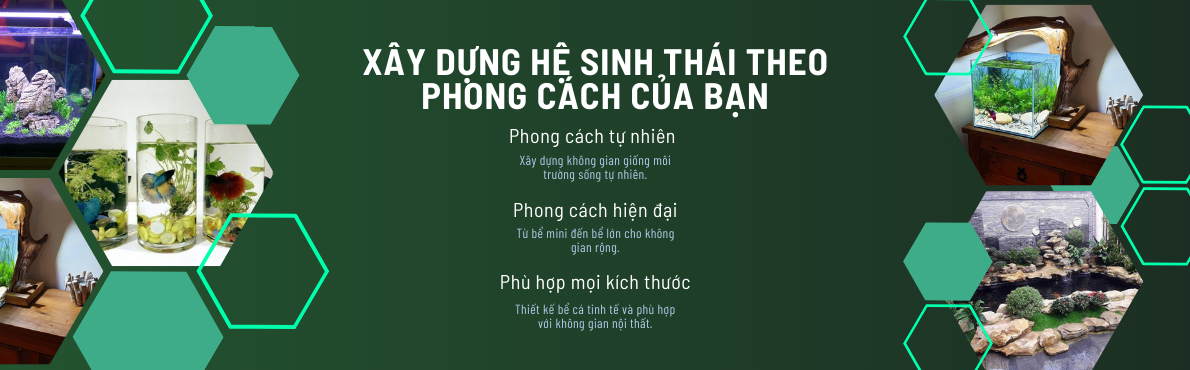 XÂY DỰNG HỆ SINH THÁI THEO
PHONG CÁCH CỦA BẠN
Phong cách tự nhiên
Xây dựng không gian giống môi
trường sống tự nhiên.
Phong cách hiện đại
Từ bể mini đến bể lớn cho không
gian rộng.
Phù hợp mọi kích thước
Thiết kế bể cá tinh tế và phù hợp
với không gian nội thất.